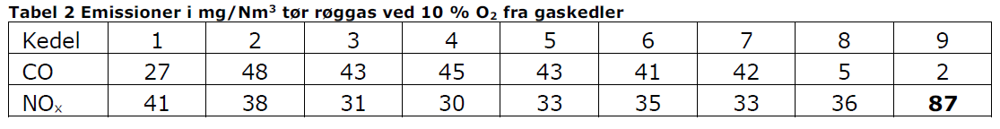 Tabel 2 Emissioner i mg/Nm³ tør røggas ved 10 % O₂ fra gaskedler
Kedel 1 2 3 4 5 6 7 8 9
CO 27 48 43 45 43 41 42 5 2
NOₓ 41 38 31 30 33 35 33 36 87